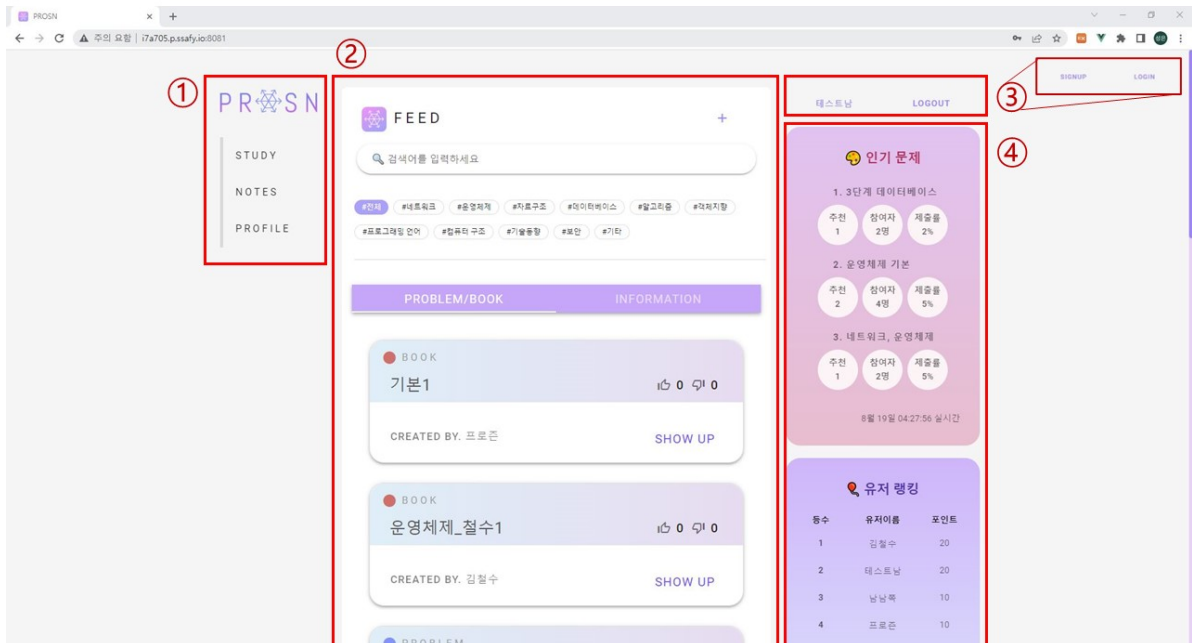 PROSN
주의 요함 | i7a705.p.ssafy.io:8081
①
PROSN
STUDY
NOTES
PROFILE
②
FEED
+
검색어를 입력하세요
#전체 #네트워크 #운영체제 #자료구조 #데이터베이스 #알고리즘 #객체지향
#프로그래밍 언어 #컴퓨터 구조 #기술동향 #보안 #기타
PROBLEM/BOOK INFORMATION
BOOK
기본1 0 0
CREATED BY. 프로즌 SHOW UP
BOOK
운영체제_철수1 0 0
CREATED BY. 김철수 SHOW UP
PROBLEM
③
테스트남 LOGOUT
SIGNUP LOGIN
④
인기 문제
1. 3단계 데이터베이스
추천 참여자 제출률
1 2명 2%
2. 운영체제 기본
추천 참여자 제출률
2 4명 5%
3. 네트워크, 운영체제
추천 참여자 제출률
1 2명 5%
8월 19일 04:27:56 실시간
유저 랭킹
등수 유저이름 포인트
1 김철수 20
2 테스트남 20
3 남남쪽 10
4 프로즌 10